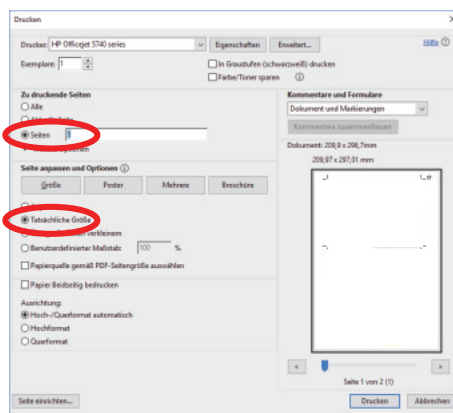 Drucken
Drucker: HP Officejet 5740 series Eigenschaften Erweitert... Hilfe
Exemplare: 1 In Graustufen (schwarzweiß) drucken
Farbe/Toner sparen
Zu druckende Seiten
Alle
Seiten 1
Kommentare und Formulare
Dokument und Markierungen
Kommentare zusammenfassen
Dokument: 209,9 x 296,7mm
209,97 x 297,01 mm
Seite anpassen und Optionen
Größe Poster Mehrere Broschüre
Tatsächliche Größe
verkleinern
Benutzerdefinierter Maßstab: 100 %
Papierquelle gemäß PDF-Seitengröße auswählen
Papier Beidseitig bedrucken
Ausrichtung:
Hoch-/Querformat automatisch
Hochformat
Querformat
< >
Seite 1 von 2 (1)
Seite einrichten... Drucken Abbrechen